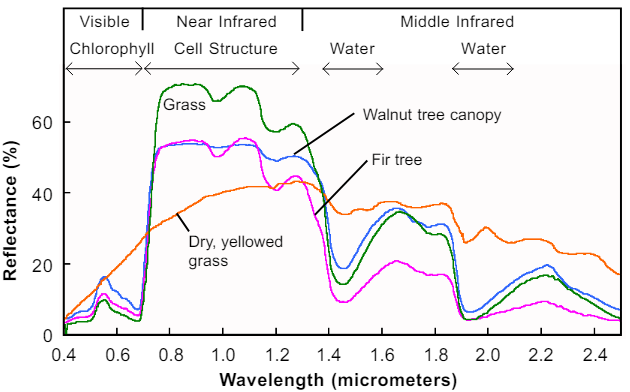 Visible Near Infrared Middle Infrared
Chlorophyll Cell Structure Water Water
Grass
Walnut tree canopy
Fir tree
Dry, yellowed
grass
Reflectance (%)
60
40
20
0
0.4 0.6 0.8 1.0 1.2 1.4 1.6 1.8 2.0 2.2 2.4
Wavelength (micrometers)